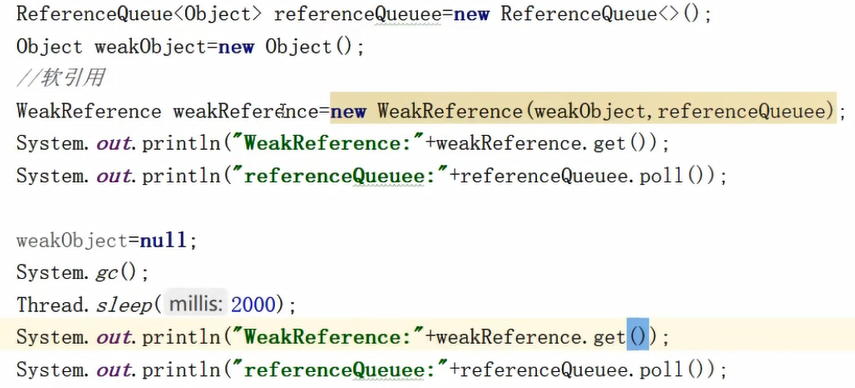 ReferenceQueue<Object> referenceQueuee=new ReferenceQueue<>();
Object weakObject=new Object();
//软引用
WeakReference weakReference=new WeakReference(weakObject,referenceQueuee);
System.out.println("WeakReference:"+weakReference.get());
System.out.println("referenceQueuee:"+referenceQueuee.poll());
weakObject=null;
System.gc();
Thread.sleep( millis: 2000);
System.out.println("WeakReference:"+weakReference.get());
System.out.println("referenceQueuee:"+referenceQueuee.poll());